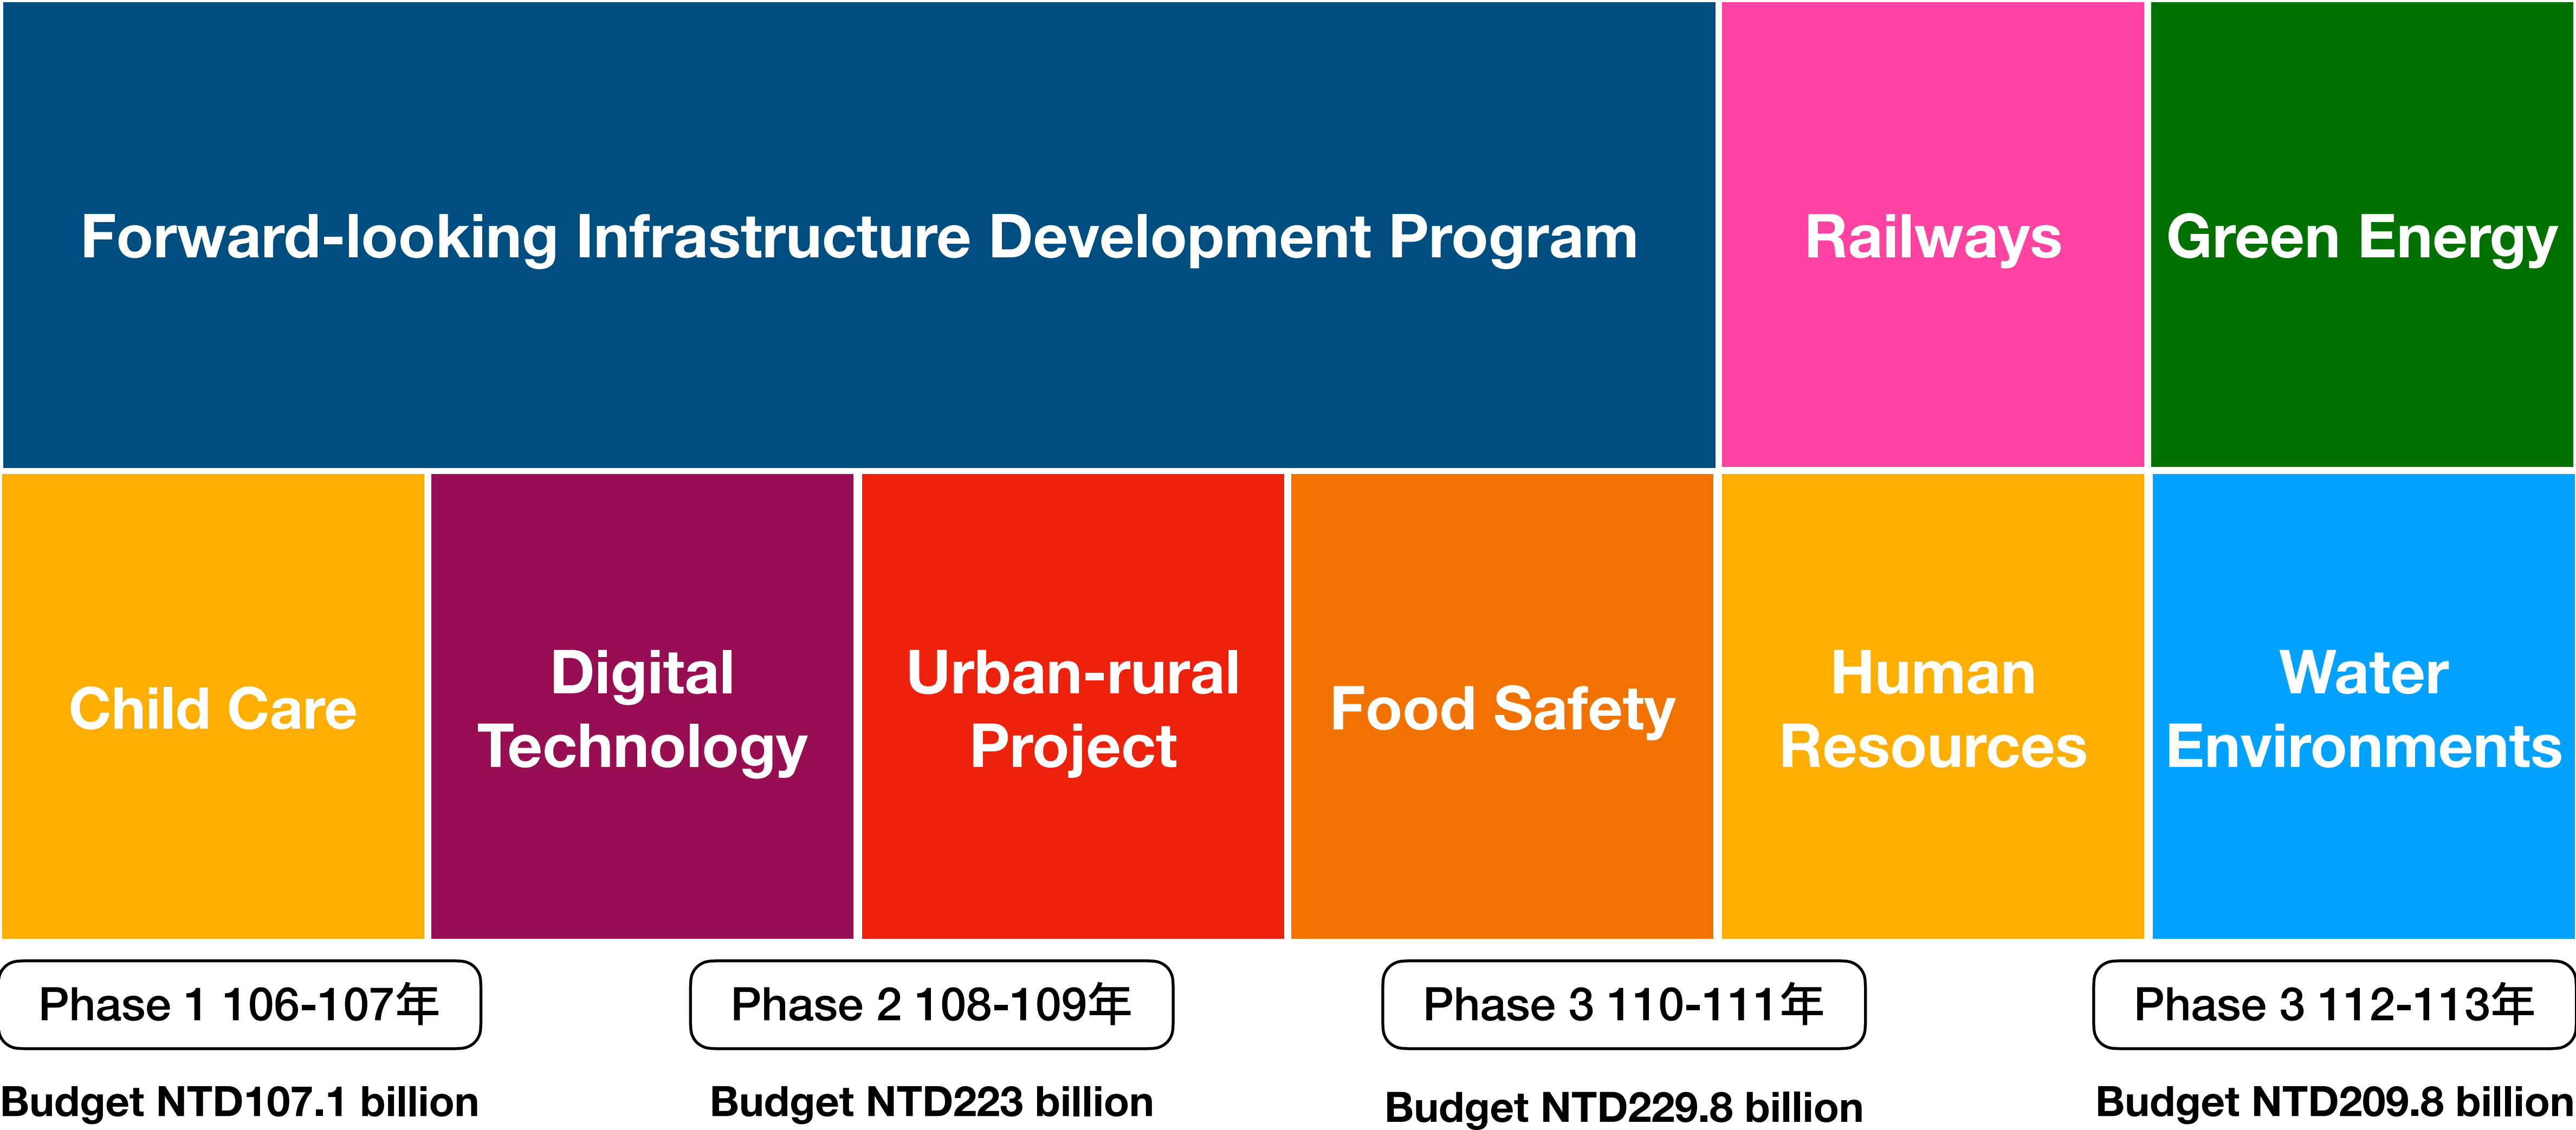 Forward-looking Infrastructure Development Program
Railways
Green Energy
Child Care
Digital
Technology
Urban-rural
Project
Food Safety
Human
Resources
Water
Environments
Phase 1 106-107年
Phase 2 108-109年
Phase 3 110-111年
Phase 3 112-113年
Budget NTD107.1 billion
Budget NTD223 billion
Budget NTD229.8 billion
Budget NTD209.8 billion